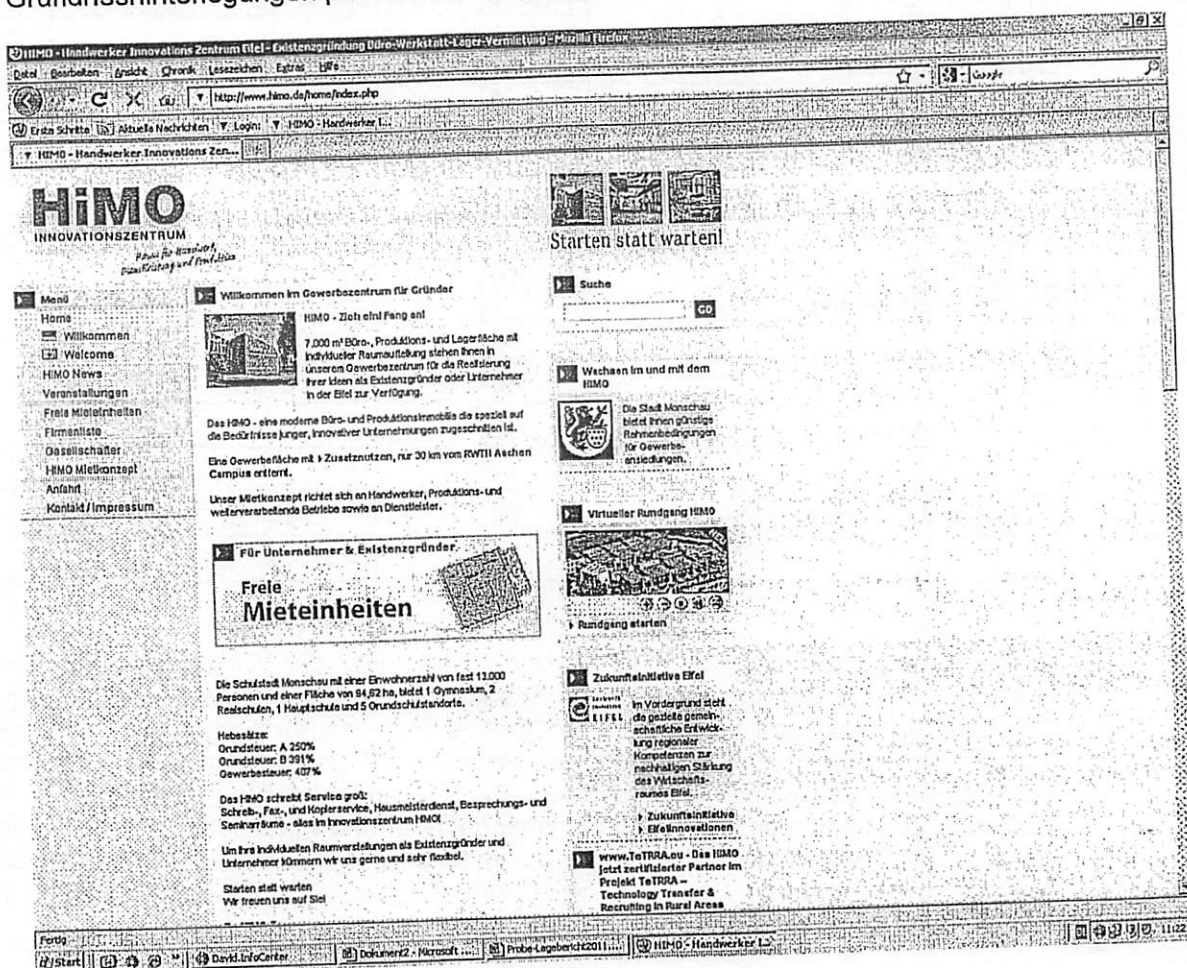 HIMO - Handwerker Innovations Zentrum Eifel - Existenzgründung Büro-Werkstatt-Lager-Vermietung - Mozilla Firefox
Datei Bearbeiten Ansicht Chronik Lesezeichen Extras Hilfe
http://www.himo.de/home/index.php
Google
Erste Schritte Aktuelle Nachrichten Login: HIMO - Handwerker I...
HIMO - Handwerker Innovations Zen...
HiMO
INNOVATIONSZENTRUM
Haus für Handwerk,
Dienstleistung und Produktion
Starten statt warten!
Menü
Home
Willkommen
Welcome
HIMO News
Veranstaltungen
Freie Mieteinheiten
Firmenliste
Gesellschafter
HIMO Mietkonzept
Anfahrt
Kontakt / Impressum
Willkommen im Gewerbezentrum für Gründer
HIMO - Zieh ein! Fang an!
7.000 m² Büro-, Produktions- und Lagerfläche mit
individueller Raumaufteilung stehen Ihnen in
unserem Gewerbezentrum für die Realisierung
Ihrer Ideen als Existenzgründer oder Unternehmer
in der Eifel zur Verfügung.
Das HIMO - eine moderne Büro- und Produktionsimmobilie die speziell auf
die Bedürfnisse junger, innovativer Unternehmungen zugeschnitten ist.
Eine Gewerbefläche mit Zusatznutzen, nur 30 km vom RWTH Aachen
Campus entfernt.
Unser Mietkonzept richtet sich an Handwerker, Produktions- und
weiterverarbeitende Betriebe sowie an Dienstleister.
Für Unternehmer & Existenzgründer.
Freie
Mieteinheiten
Die Schulstadt Monschau mit einer Einwohnerzahl von fast 13.000
Personen und einer Fläche von 94,62 ha, bietet 1 Gymnasium, 2
Realschulen, 1 Hauptschule und 5 Grundschulstandorte.
Hebesätze:
Grundsteuer: A 250%
Grundsteuer: B 391%
Gewerbesteuer: 407%
Das HIMO schreibt Service groß:
Schreib-, Fax-, und Kopierservice, Hausmeisterdienst, Besprechungs- und
Seminarräume - alles im Innovationszentrum HIMO!
Um Ihre individuellen Raumvorstellungen als Existenzgründer und
Unternehmer kümmern wir uns gerne und sehr flexibel.
Starten statt warten
Wir freuen uns auf Sie!
Suche
GO
Wachsen im und mit dem
HIMO
Die Stadt Monschau
bietet Ihnen günstige
Rahmenbedingungen
für Gewerbe-
ansiedlungen.
Virtueller Rundgang HIMO
NEU
Rundgang starten
Zukunftsinitiative Eifel
EIFEL
Im Vordergrund steht
die gezielte gemein-
schaftliche Entwick-
lung regionaler
Kompetenzen zur
nachhaltigen Stärkung
des Wirtschafts-
raumes Eifel.
Zukunftsinitiative
Eifelinnovationen
www.TeTRRA.eu - Das HIMO
jetzt zertifizierter Partner im
Projekt TeTRRA –
Technology Transfer &
Recruiting in Rural Areas
Fertig
Start David.InfoCenter Dokument2 - Microsoft ... Probe-Lagebericht2011.... HIMO - Handwerker I... 11:22